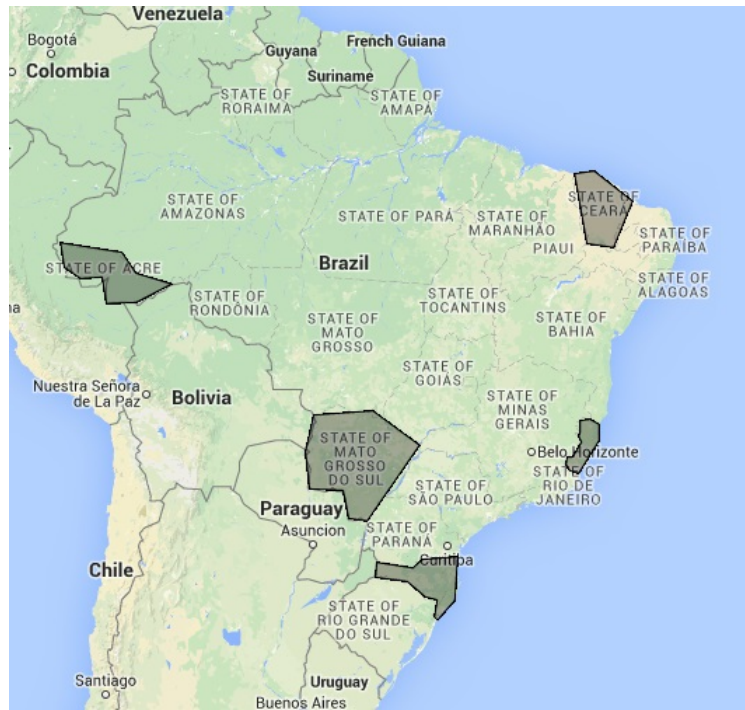 Venezuela
Bogotá
Colombia
Guyana
French Guiana
Suriname
STATE OF
RORAIMA
STATE OF
AMAPÁ
STATE OF
AMAZONAS
STATE OF PARÁ
STATE OF
MARANHÃO
STATE OF
CEARÁ
PIAUI
STATE OF
PARAÍBA
STATE OF ACRE
Brazil
STATE OF
ALAGOAS
STATE OF
RONDÔNIA
STATE OF
TOCANTINS
STATE OF
MATO
GROSSO
STATE OF
BAHIA
STATE OF
GOIÁS
Nuestra Señora
de La Paz
Bolivia
STATE OF
MINAS
GERAIS
STATE OF
MATO
GROSSO
DO SUL
Belo Horizonte
STATE OF
RIO DE
JANEIRO
STATE OF
SÃO PAULO
Paraguay
Asuncion
STATE OF
PARANÁ
Curitiba
Chile
STATE OF
RIO GRANDE
DO SUL
Santiago
Uruguay
Buenos Aires